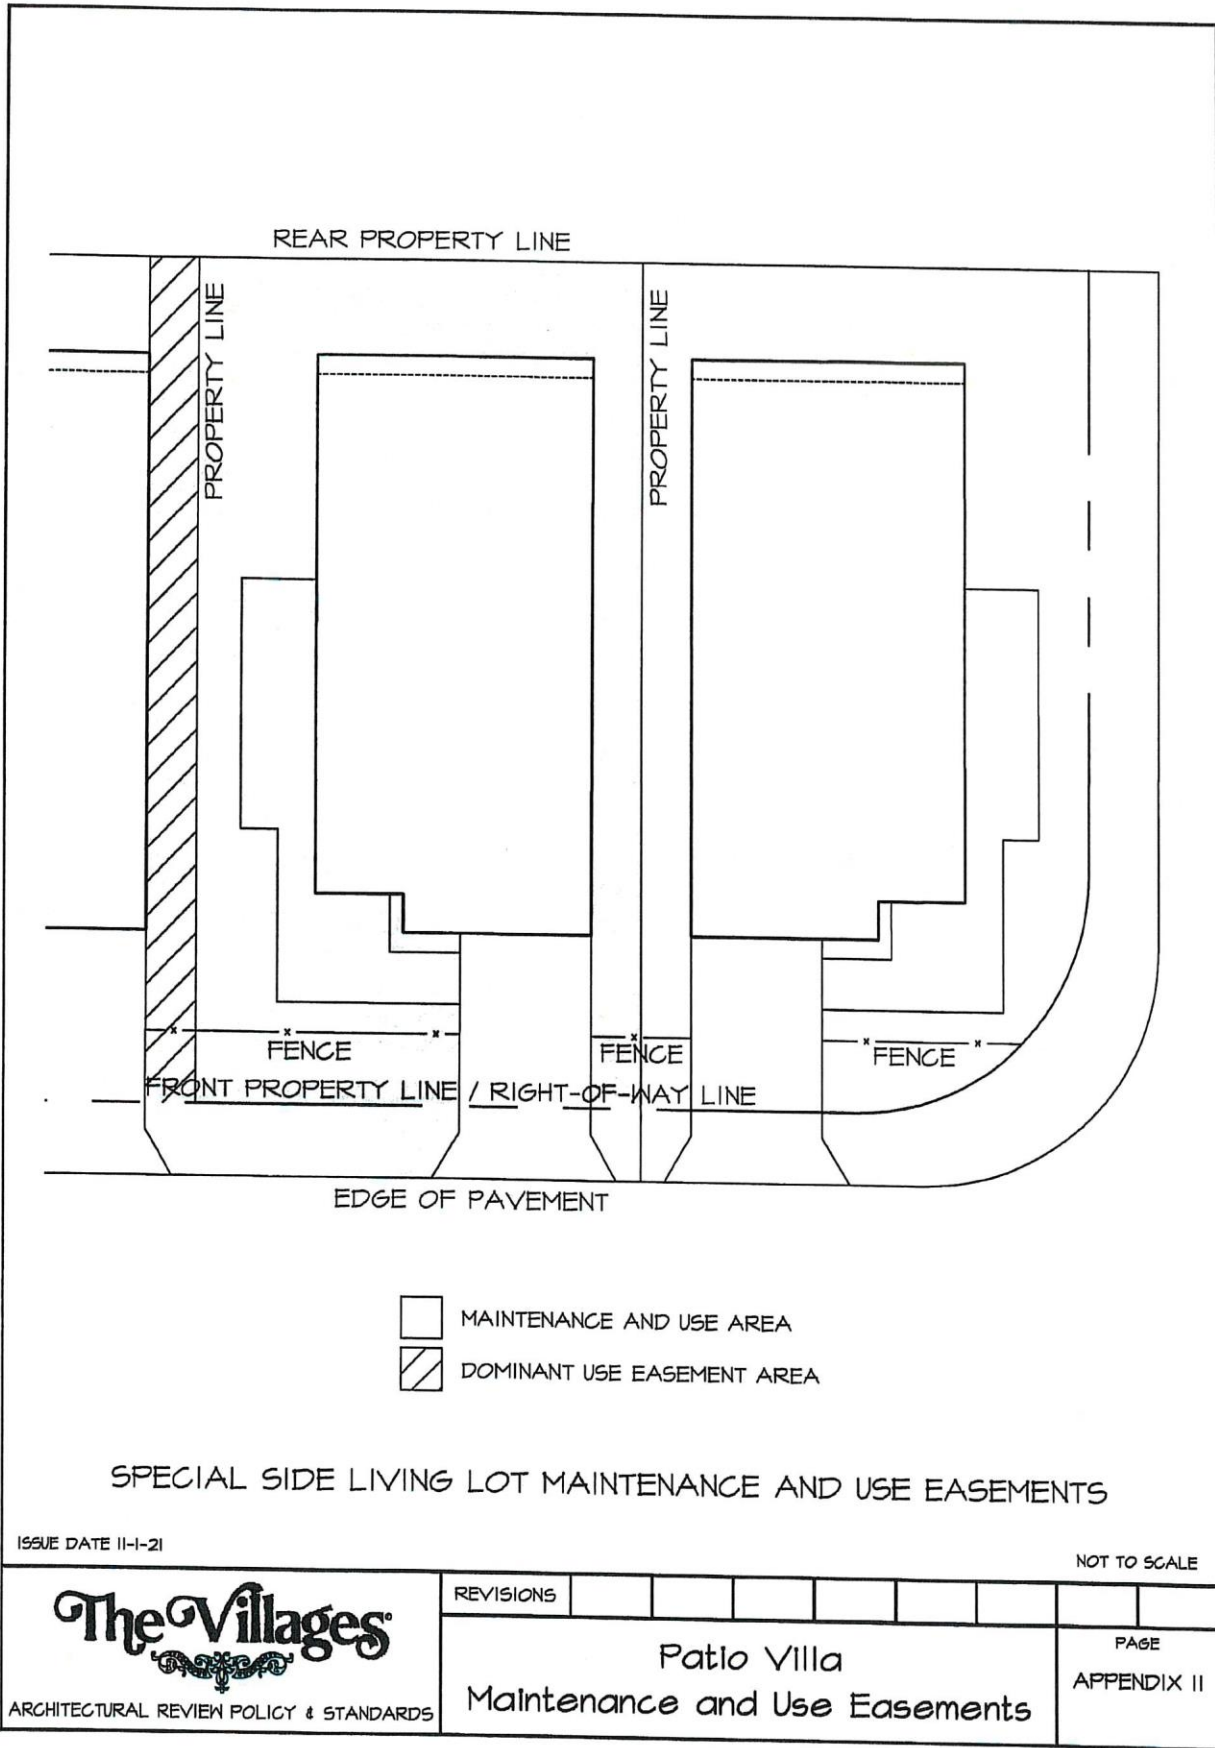 REAR PROPERTY LINE
PROPERTY LINE
PROPERTY LINE
FENCE
FENCE
FENCE
FRONT PROPERTY LINE / RIGHT-OF-WAY LINE
EDGE OF PAVEMENT
MAINTENANCE AND USE AREA
DOMINANT USE EASEMENT AREA
SPECIAL SIDE LIVING LOT MAINTENANCE AND USE EASEMENTS
ISSUE DATE 11-1-21
NOT TO SCALE
The Villages
ARCHITECTURAL REVIEW POLICY & STANDARDS
REVISIONS
Patio Villa
Maintenance and Use Easements
PAGE
APPENDIX II